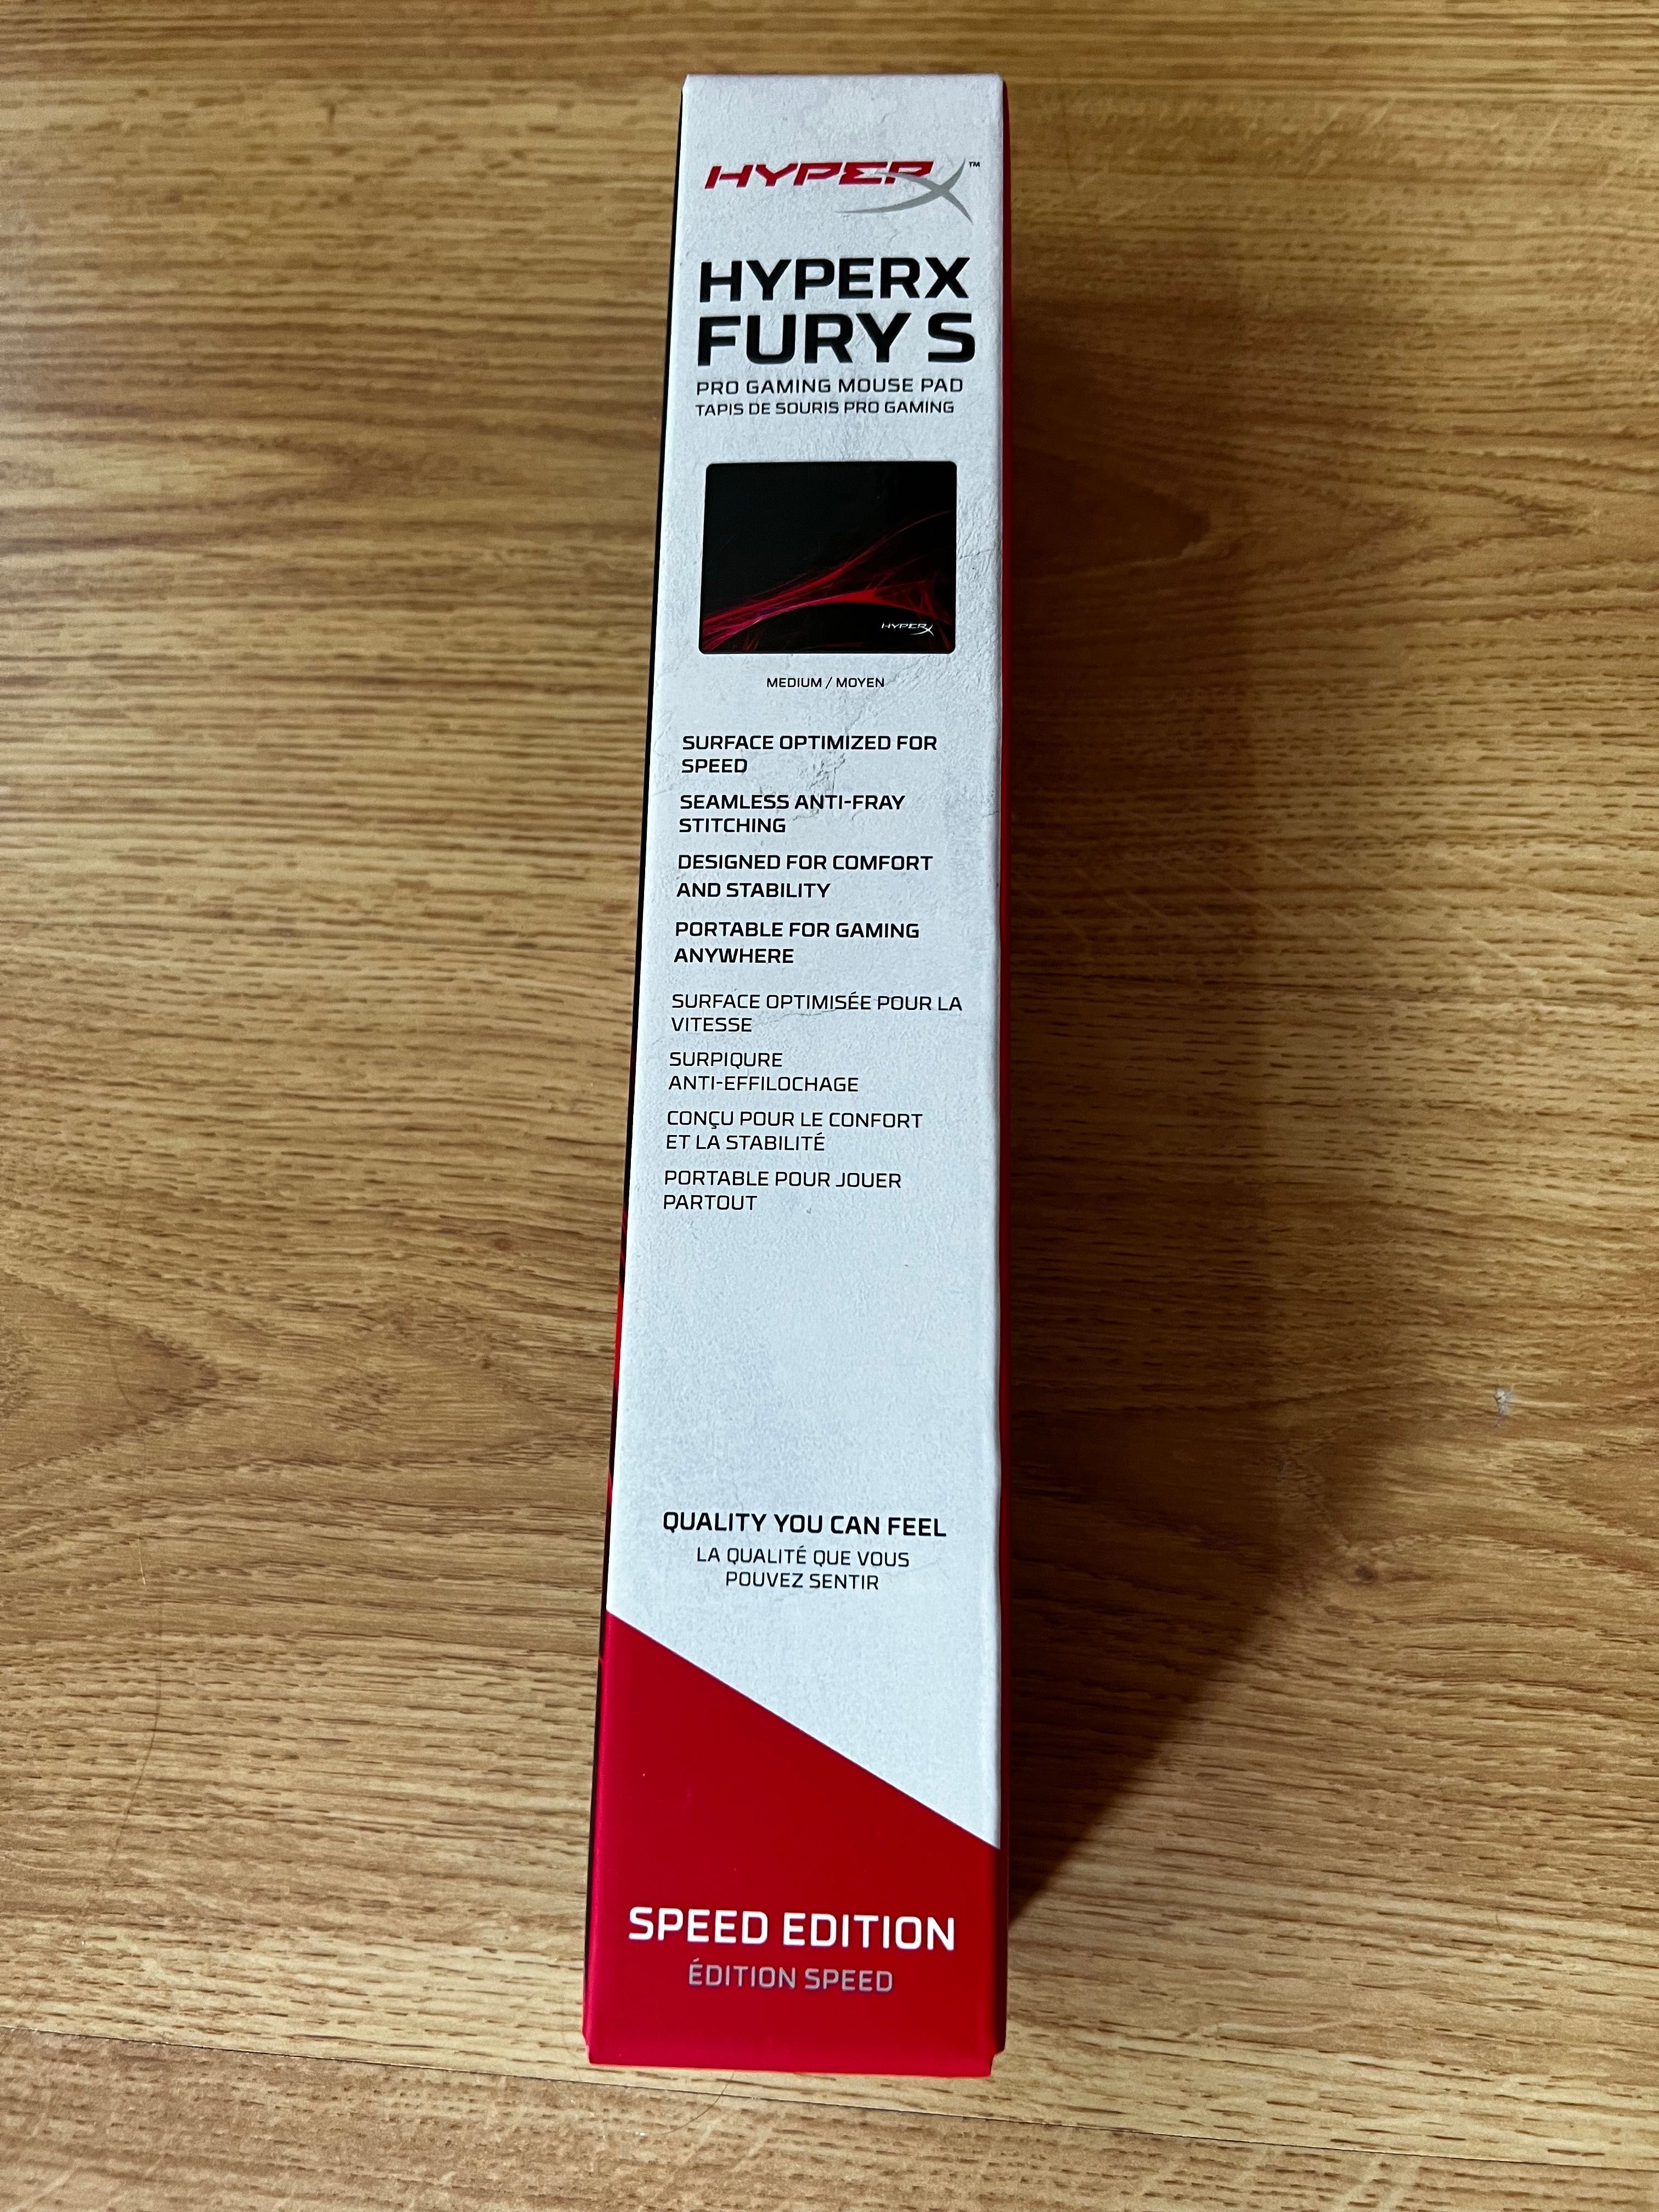 HYPERX™
HYPERX
FURY S
PRO GAMING MOUSE PAD
TAPIS DE SOURIS PRO GAMING
HYPERX
MEDIUM / MOYEN
SURFACE OPTIMIZED FOR
SPEED
SEAMLESS ANTI-FRAY
STITCHING
DESIGNED FOR COMFORT
AND STABILITY
PORTABLE FOR GAMING
ANYWHERE
SURFACE OPTIMISÉE POUR LA
VITESSE
SURPIQURE
ANTI-EFFILOCHAGE
CONÇU POUR LE CONFORT
ET LA STABILITÉ
PORTABLE POUR JOUER
PARTOUT
QUALITY YOU CAN FEEL
LA QUALITÉ QUE VOUS
POUVEZ SENTIR
SPEED EDITION
ÉDITION SPEED